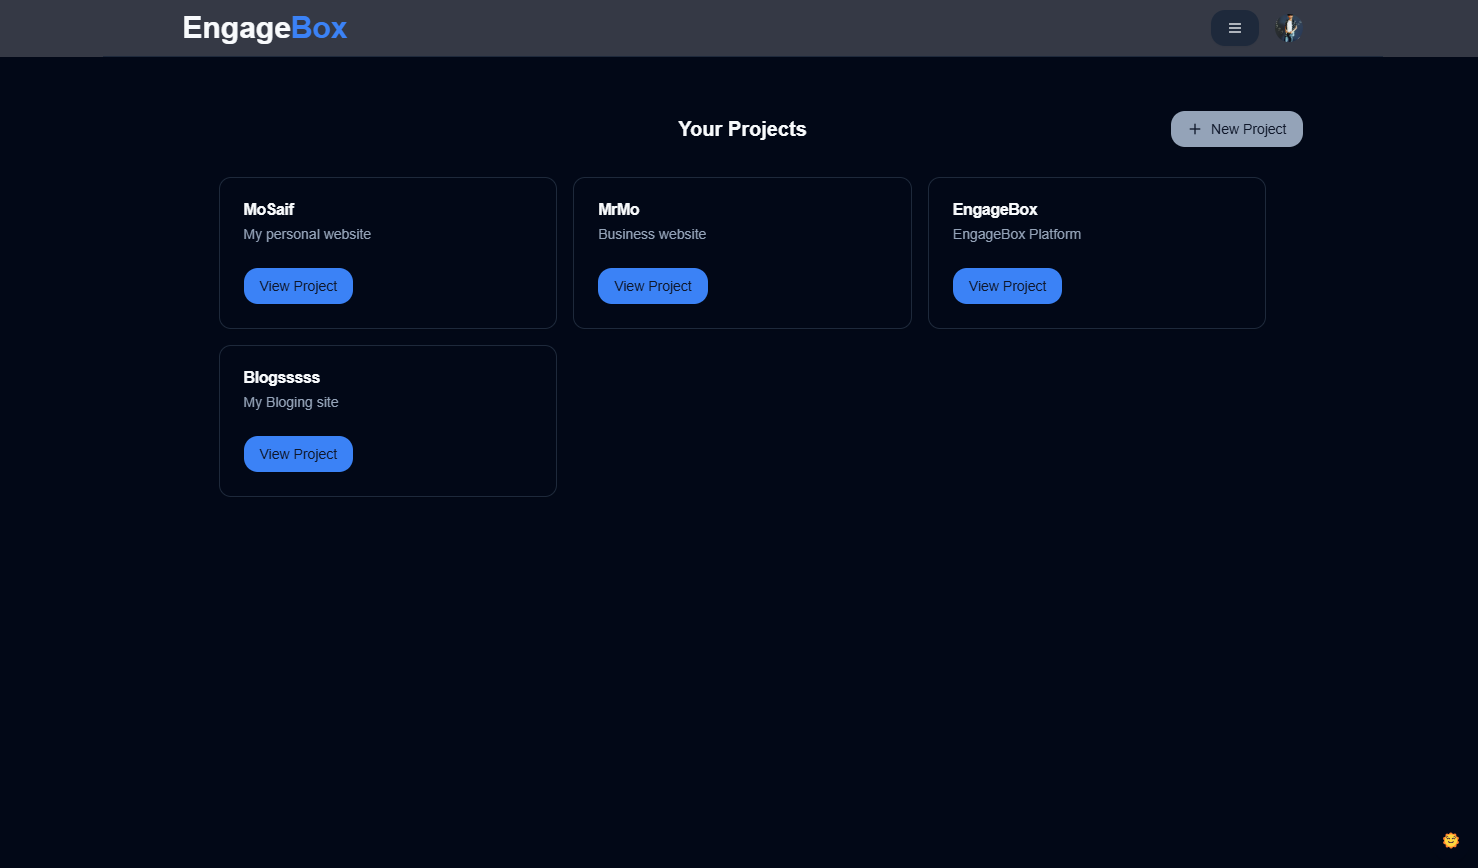 EngageBox
Your Projects
New Project
MoSaif
My personal website
View Project
MrMo
Business website
View Project
EngageBox
EngageBox Platform
View Project
Blogsssss
My Bloging site
View Project